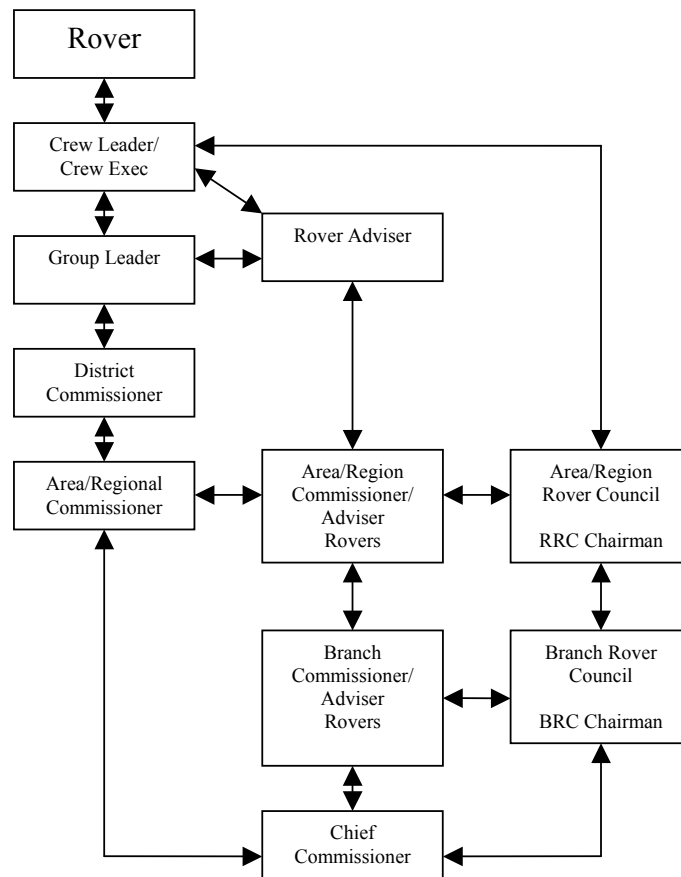 Rover
Crew Leader/
Crew Exec
Rover Adviser
Group Leader
District
Commissioner
Area/Regional
Commissioner
Area/Region
Commissioner/
Adviser
Rovers
Area/Region
Rover Council
RRC Chairman
Branch
Commissioner/
Adviser
Rovers
Branch Rover
Council
BRC Chairman
Chief
Commissioner